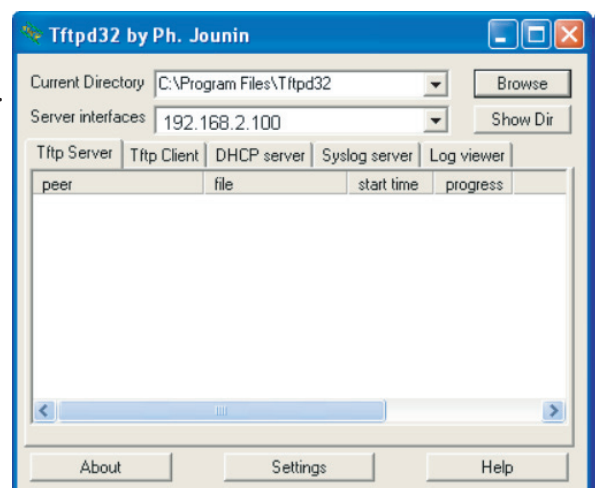 Tftpd32 by Ph. Jounin
Current Directory C:\Program Files\Tftpd32 Browse
Server interfaces 192.168.2.100 Show Dir
Tftp Server Tftp Client DHCP server Syslog server Log viewer
peer file start time progress
About Settings Help